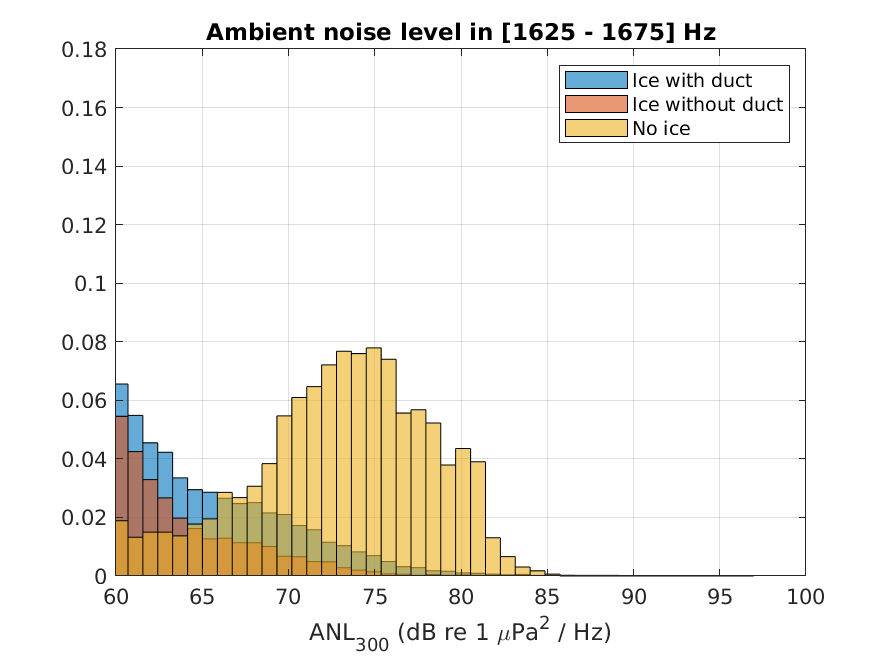 Ambient noise level in [1625 - 1675] Hz
0.18
0.16
0.14
0.12
0.1
0.08
0.06
0.04
0.02
0
Ice with duct
Ice without duct
No ice
60 65 70 75 80 85 90 95 100
ANL300 (dB re 1 μPa2 / Hz)